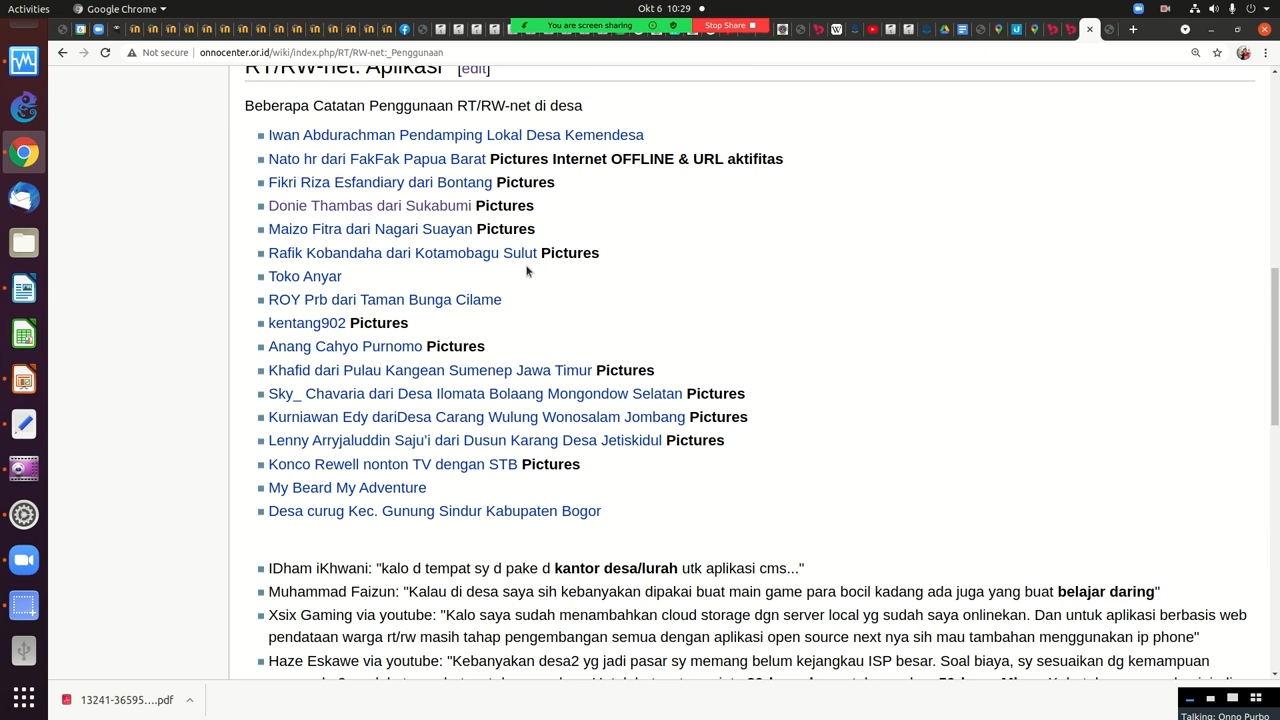 Activities
Google Chrome
Okt 6 10:29
You are screen sharing
Stop Share
Not secure
onnocenter.or.id/wiki/index.php/RT/RW-net:_Penggunaan
RT/RW-net: Aplikasi [edit]
Beberapa Catatan Penggunaan RT/RW-net di desa
Iwan Abdurachman Pendamping Lokal Desa Kemendesa
Nato hr dari FakFak Papua Barat Pictures Internet OFFLINE & URL aktifitas
Fikri Riza Esfandiary dari Bontang Pictures
Donie Thambas dari Sukabumi Pictures
Maizo Fitra dari Nagari Suayan Pictures
Rafik Kobandaha dari Kotamobagu Sulut Pictures
Toko Anyar
ROY Prb dari Taman Bunga Cilame
kentang902 Pictures
Anang Cahyo Purnomo Pictures
Khafid dari Pulau Kangean Sumenep Jawa Timur Pictures
Sky_ Chavaria dari Desa Ilomata Bolaang Mongondow Selatan Pictures
Kurniawan Edy dariDesa Carang Wulung Wonosalam Jombang Pictures
Lenny Arryjaluddin Saju'i dari Dusun Karang Desa Jetiskidul Pictures
Konco Rewell nonton TV dengan STB Pictures
My Beard My Adventure
Desa curug Kec. Gunung Sindur Kabupaten Bogor
IDham iKhwani: "kalo d tempat sy d pake d kantor desa/lurah utk aplikasi cms..."
Muhammad Faizun: "Kalau di desa saya sih kebanyakan dipakai buat main game para bocil kadang ada juga yang buat belajar daring"
Xsix Gaming via youtube: "Kalo saya sudah menambahkan cloud storage dgn server local yg sudah saya onlinekan. Dan untuk aplikasi berbasis web
pendataan warga rt/rw masih tahap pengembangan semua dengan aplikasi open source next nya sih mau tambahan menggunakan ip phone"
Haze Eskawe via youtube: "Kebanyakan desa2 yg jadi pasar sy memang belum kejangkau ISP besar. Soal biaya, sy sesuaikan dg kemampuan
13241-36595....pdf
Talking: Onno Purbo